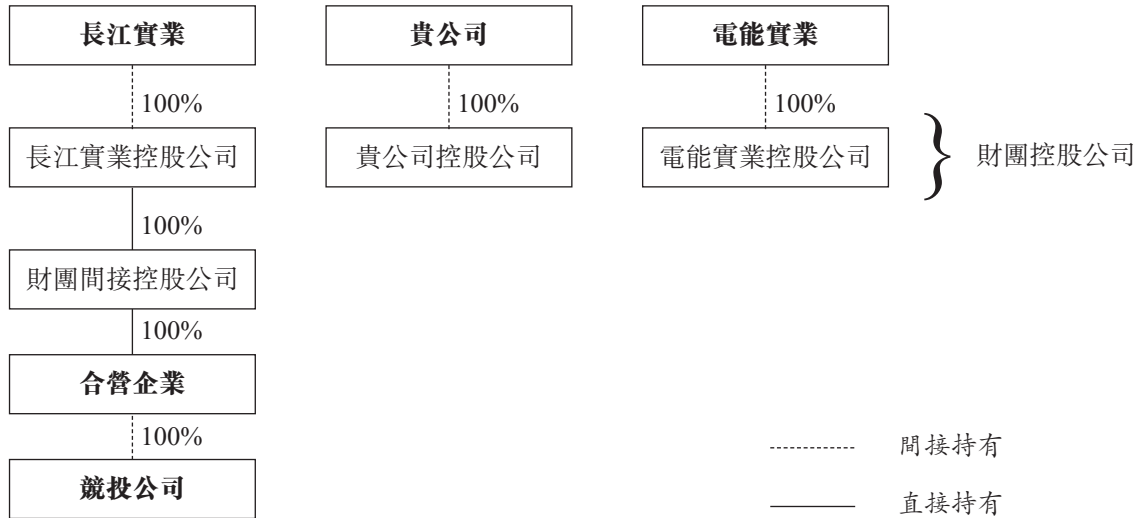 長江實業
貴公司
電能實業
100%
100%
100%
長江實業控股公司
貴公司控股公司
電能實業控股公司
財團控股公司
100%
財團間接控股公司
100%
合營企業
100%
競投公司
間接持有
直接持有